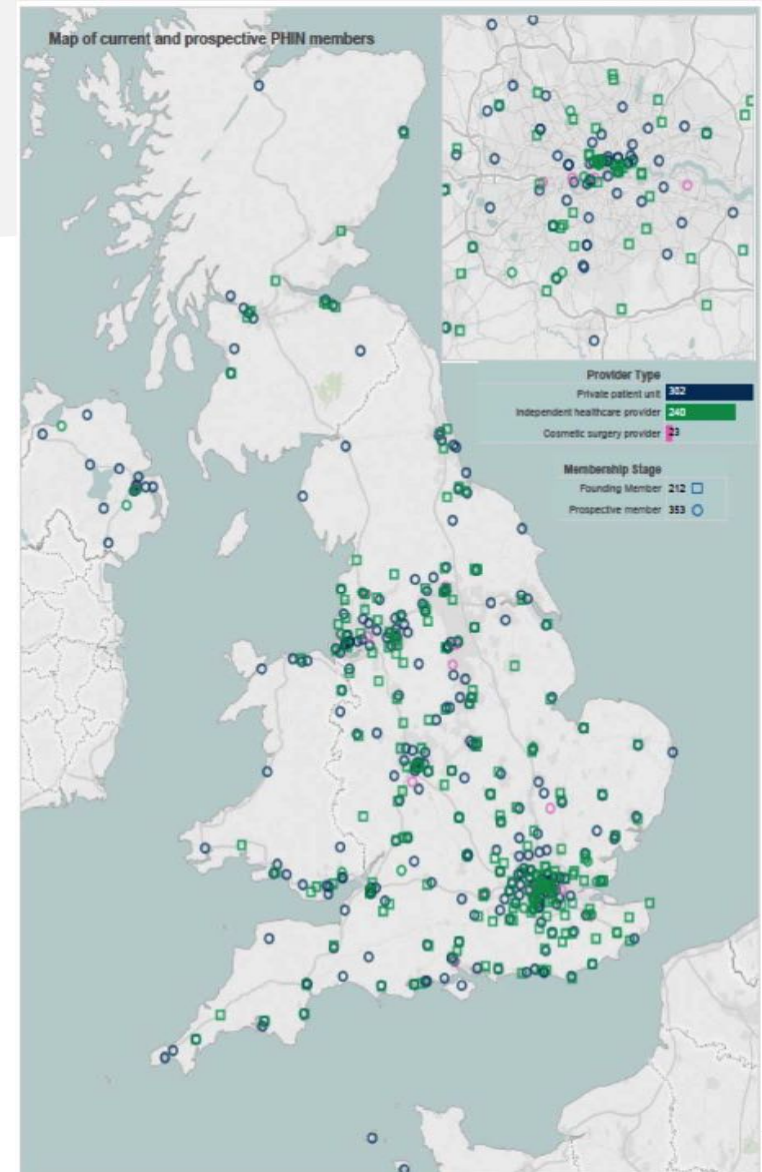 Map of current and prospective PHIN members
Provider Type
Private patient unit 302
Independent healthcare provider 240
Cosmetic surgery provider 23
Membership Stage
Founding Member 212
Prospective member 353